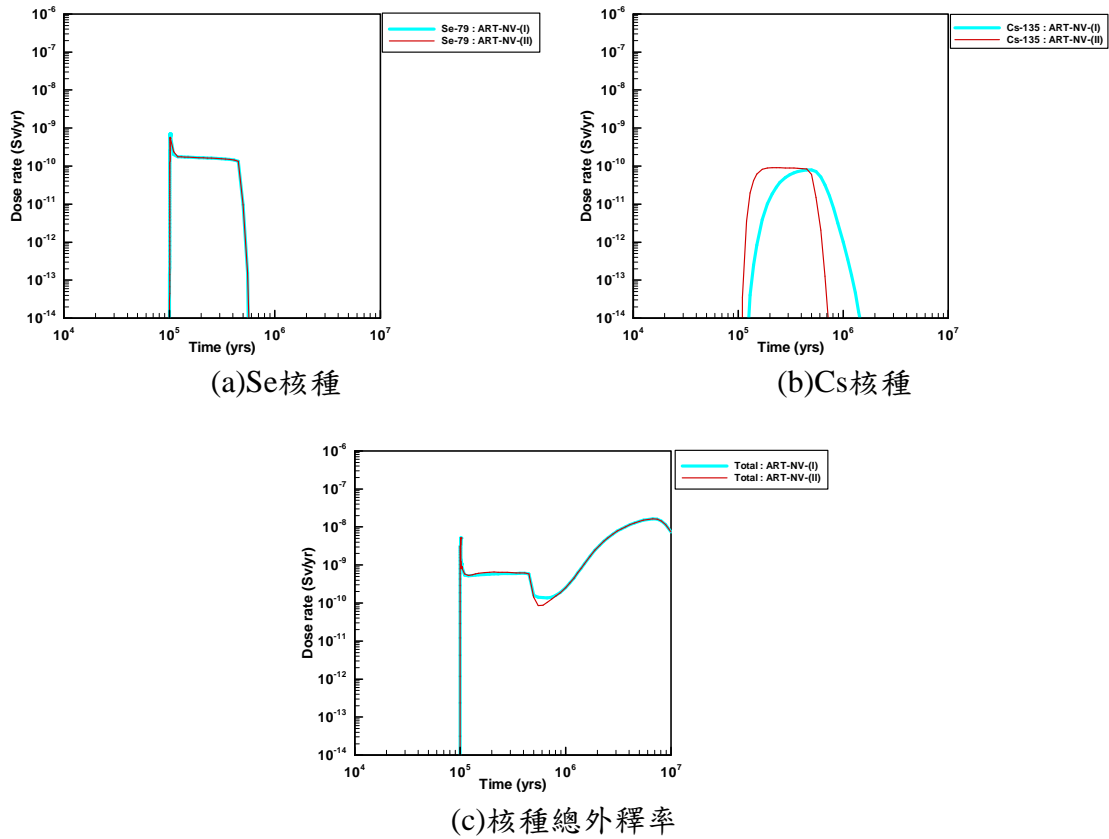 Se-79 : ART-NV-(I)
Se-79 : ART-NV-(II)
Dose rate (Sv/yr)
10-6
10-7
10-8
10-9
10-10
10-11
10-12
10-13
10-14
104
105
106
107
Time (yrs)
(a)Se核種
Cs-135 : ART-NV-(I)
Cs-135 : ART-NV-(II)
Dose rate (Sv/yr)
10-6
10-7
10-8
10-9
10-10
10-11
10-12
10-13
10-14
104
105
106
107
Time (yrs)
(b)Cs核種
Total : ART-NV-(I)
Total : ART-NV-(II)
Dose rate (Sv/yr)
10-6
10-7
10-8
10-9
10-10
10-11
10-12
10-13
10-14
104
105
106
107
Time (yrs)
(c)核種總外釋率